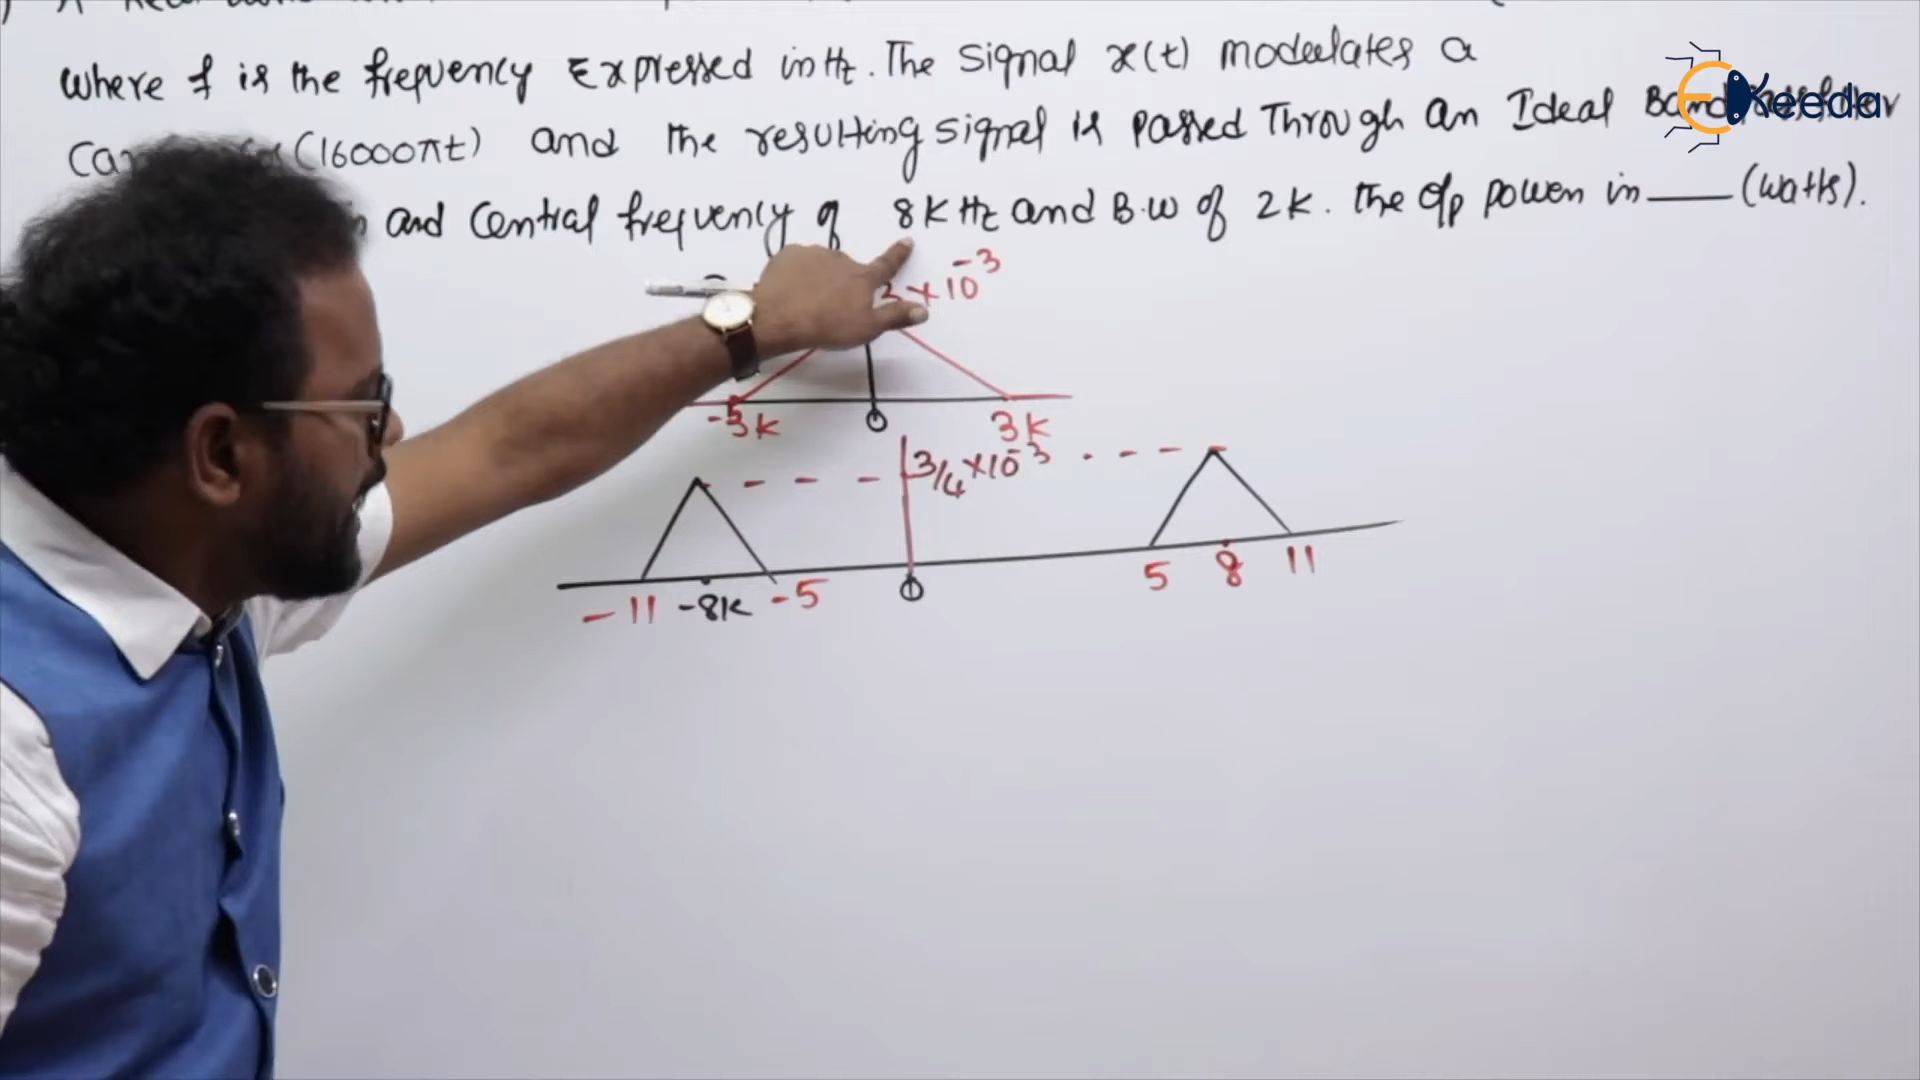 where f is the frequency Expressed in Hz. The signal x(t) modulates a
(16000πt) and the resulting signal is passed Through an Ideal Band
and Central frequency of 8K Hz and B.W of 2K. The o/p power in ____ (watts).
Keeda
x 10⁻³
-3k 0 3k
3/4 x10⁻³
-11 -8k -5 0 5 8 11